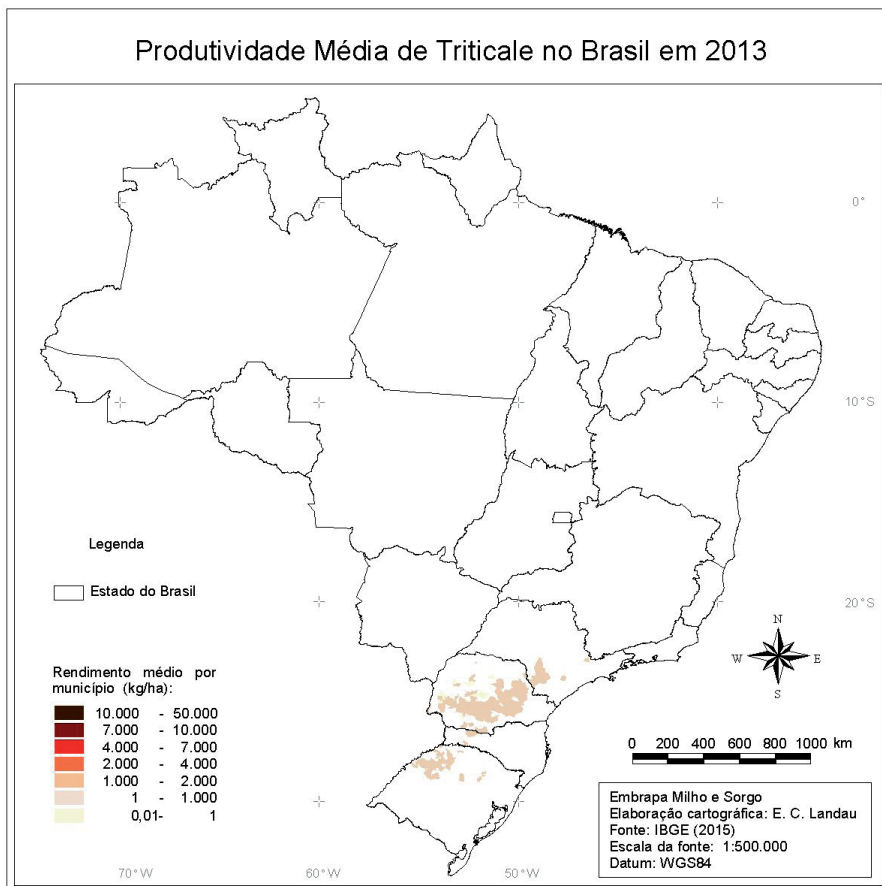 Produtividade Média de Triticale no Brasil em 2013
0°
10°S
20°S
Legenda
Estado do Brasil
N
W E
S
Rendimento médio por
município (kg/ha):
10.000 - 50.000
7.000 - 10.000
4.000 - 7.000
2.000 - 4.000
1.000 - 2.000
1 - 1.000
0,01- 1
0 200 400 600 800 1000 km
Embrapa Milho e Sorgo
Elaboração cartográfica: E. C. Landau
Fonte: IBGE (2015)
Escala da fonte: 1:500.000
Datum: WGS84
70°W 60°W 50°W